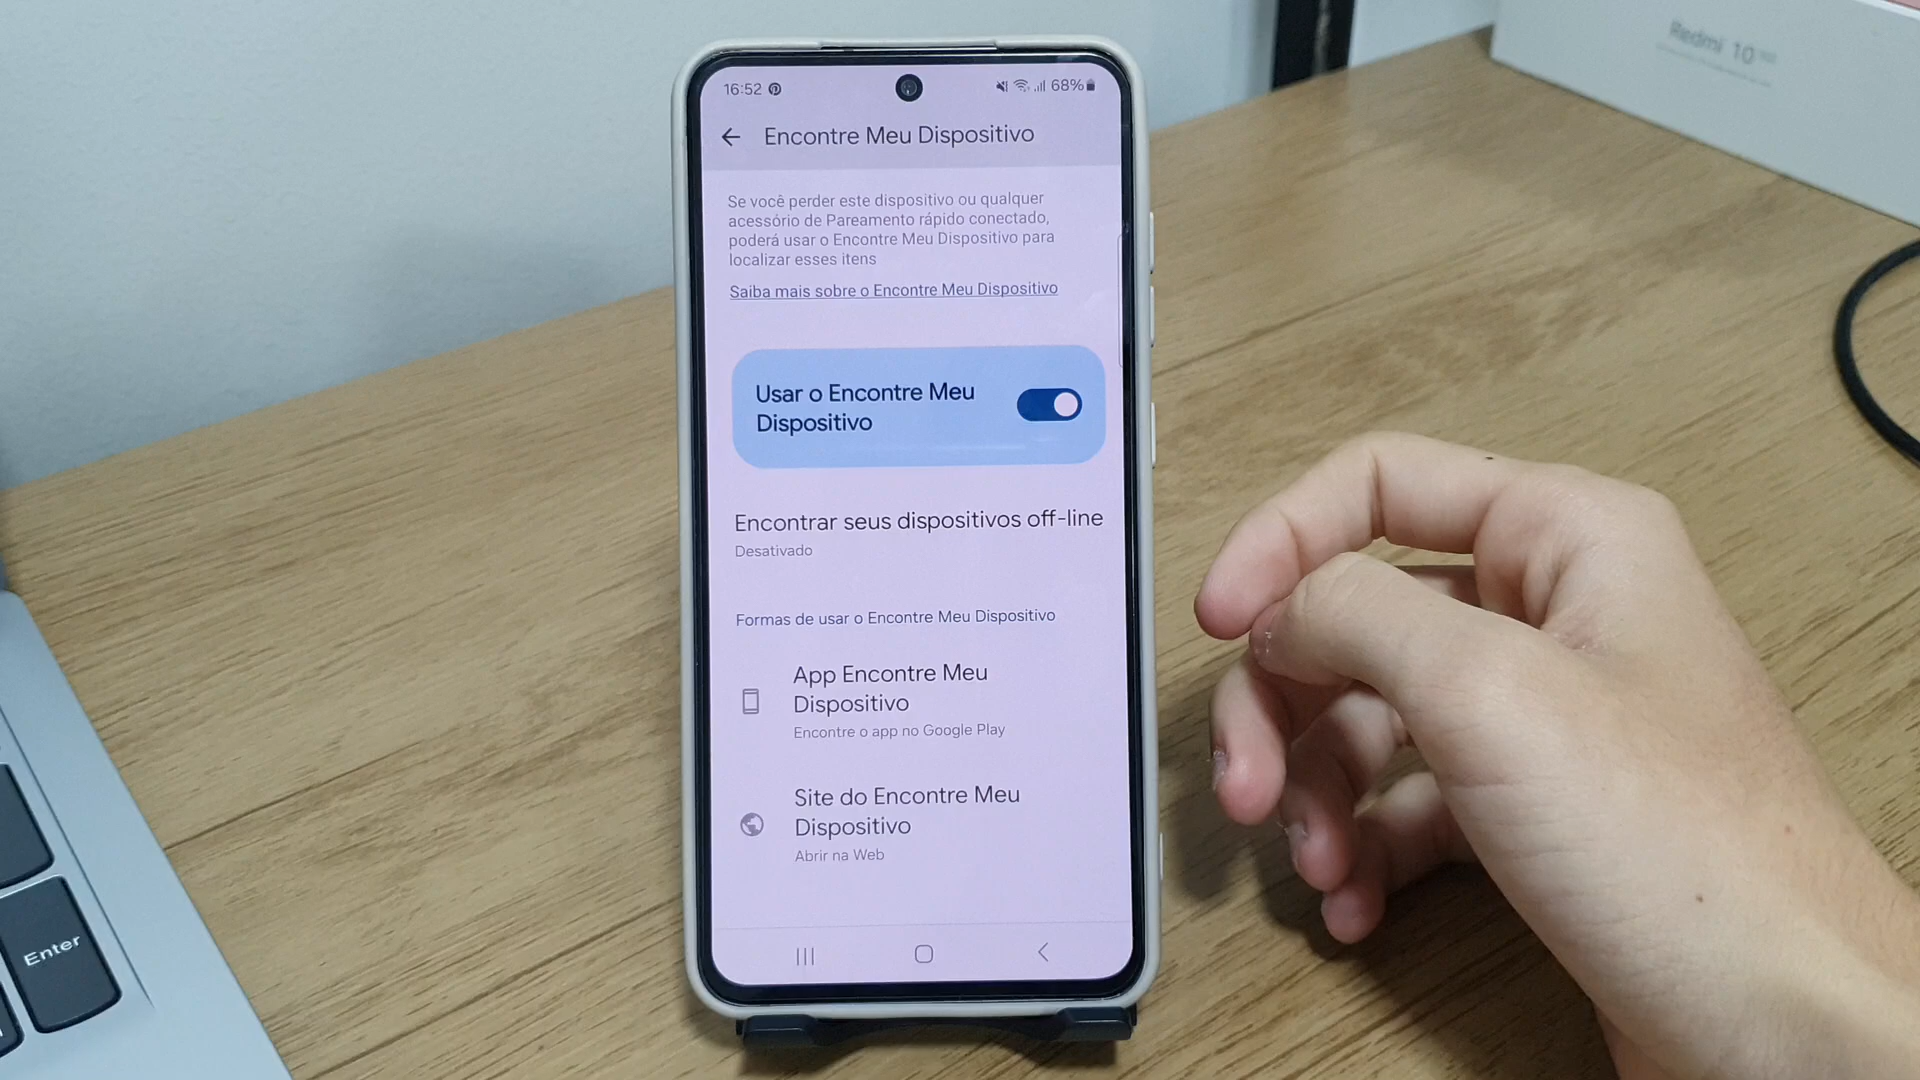 16:52
68%
Encontre Meu Dispositivo
Se você perder este dispositivo ou qualquer
acessório de Pareamento rápido conectado,
poderá usar o Encontre Meu Dispositivo para
localizar esses itens
Saiba mais sobre o Encontre Meu Dispositivo
Usar o Encontre Meu
Dispositivo
Encontrar seus dispositivos off-line
Desativado
Formas de usar o Encontre Meu Dispositivo
App Encontre Meu
Dispositivo
Encontre o app no Google Play
Site do Encontre Meu
Dispositivo
Abrir na Web
Redmi 10
Enter